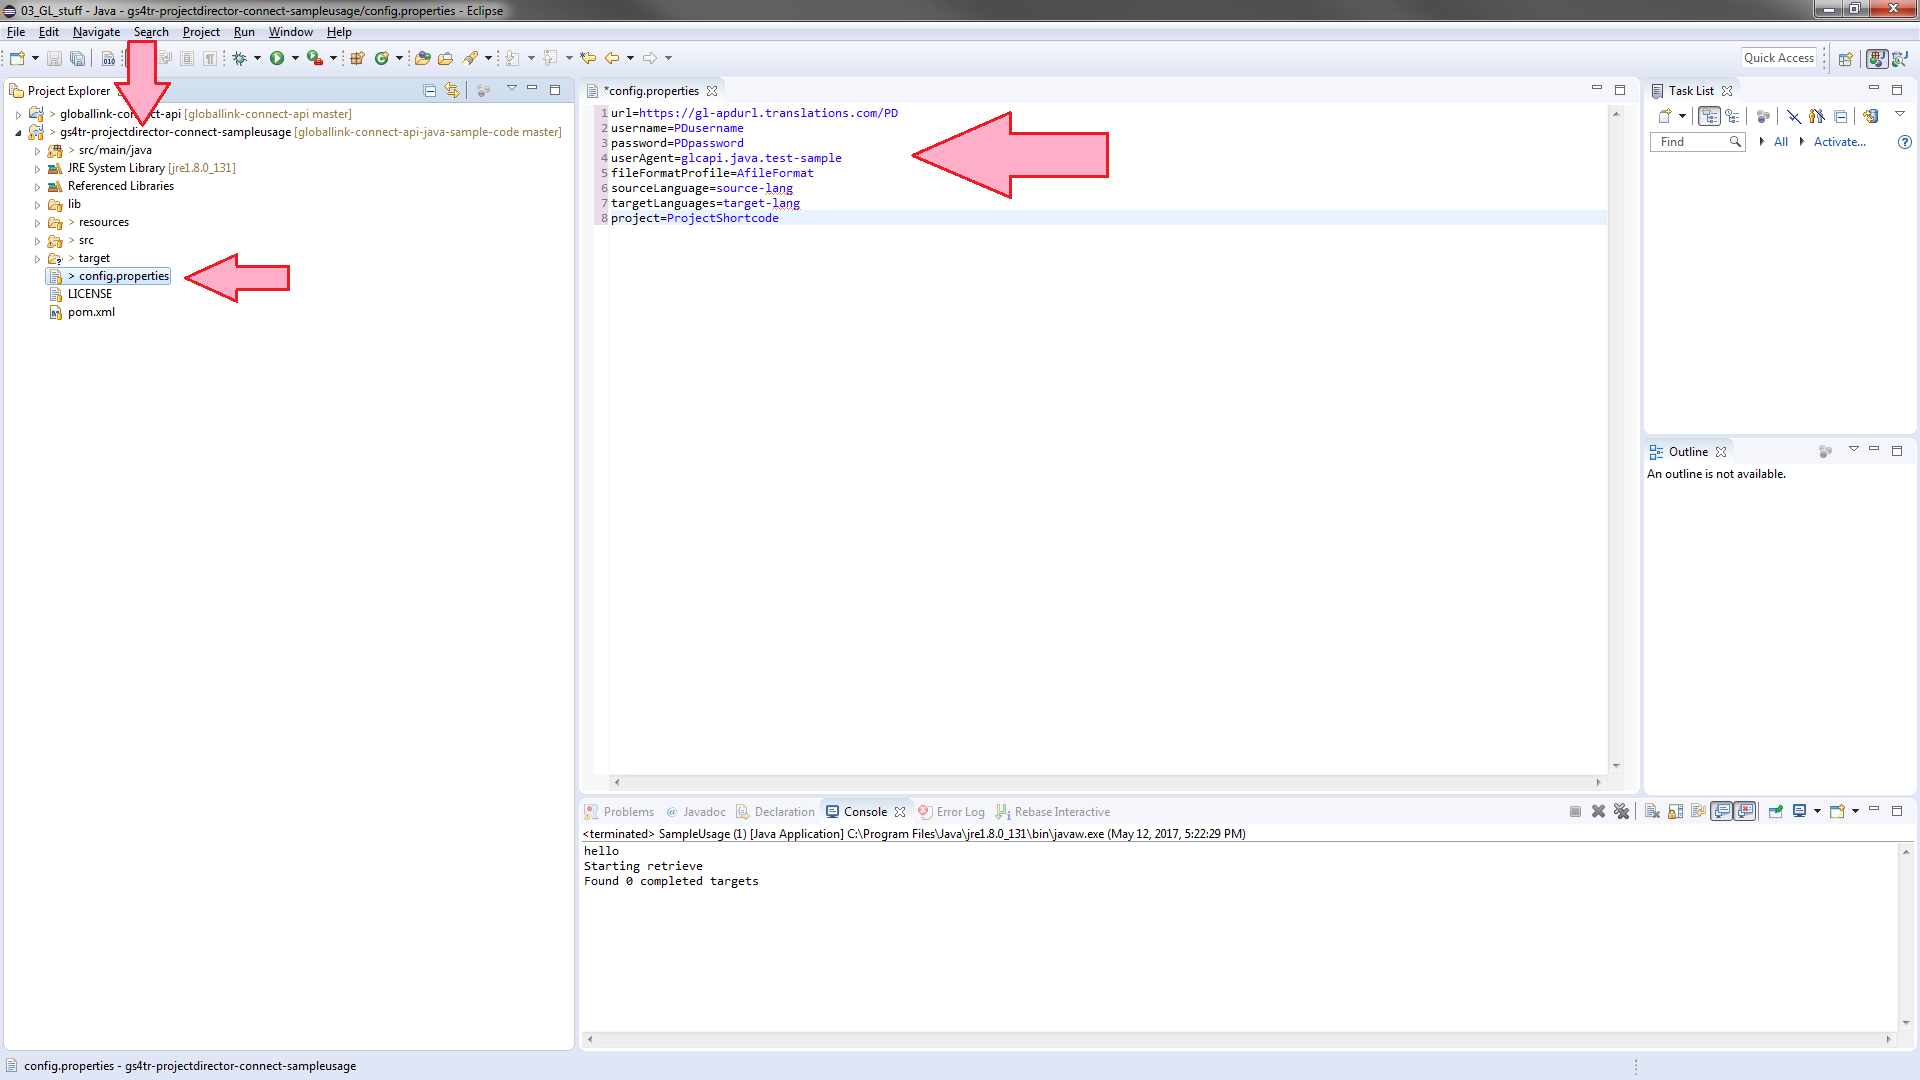 03_GL_stuff - Java - gs4tr-projectdirector-connect-sampleusage/config.properties - Eclipse
File Edit Navigate Search Project Run Window Help
Quick Access
Project Explorer
> globallink-connect-api [globallink-connect-api master]
> gs4tr-projectdirector-connect-sampleusage [globallink-connect-api-java-sample-code master]
> src/main/java
JRE System Library [jre1.8.0_131]
Referenced Libraries
lib
> resources
> src
> target
> config.properties
LICENSE
pom.xml
*config.properties
1 url=https://gl-apdurl.translations.com/PD
2 username=PDusername
3 password=PDpassword
4 userAgent=glcapi.java.test-sample
5 fileFormatProfile=AfileFormat
6 sourceLanguage=source-lang
7 targetLanguages=target-lang
8 project=ProjectShortcode
Task List
Find All Activate...
Outline
An outline is not available.
Problems @ Javadoc Declaration Console Error Log Rebase Interactive
<terminated> SampleUsage (1) [Java Application] C:\Program Files\Java\jre1.8.0_131\bin\javaw.exe (May 12, 2017, 5:22:29 PM)
hello
Starting retrieve
Found 0 completed targets
config.properties - gs4tr-projectdirector-connect-sampleusage